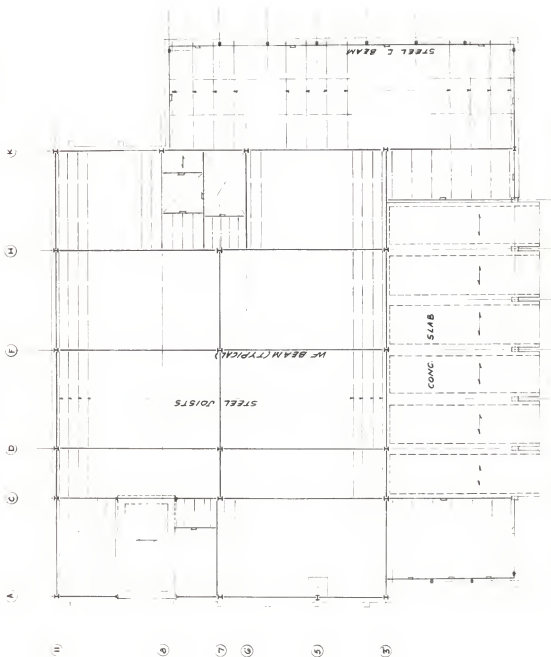 STEEL C BEAM
K
H
WF BEAM (TYPICAL)
F
CONC. SLAB
STEEL JOISTS
D
C
A
11
8
7
6
5
3